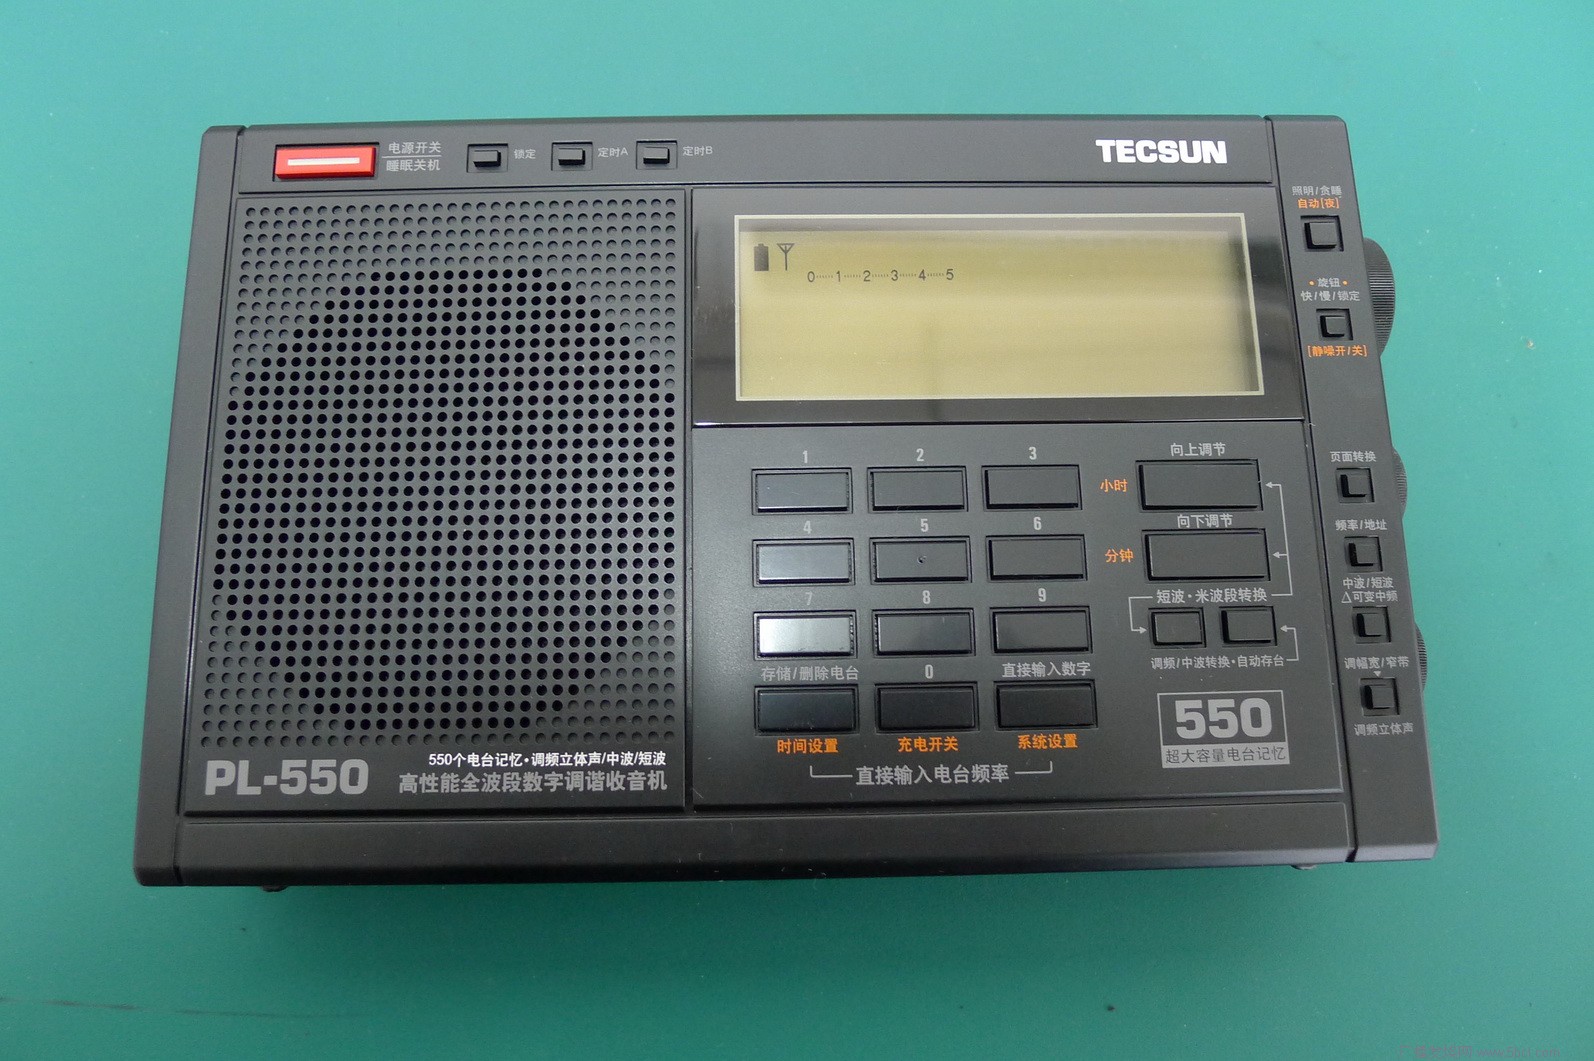 电源开关
睡眠关机
锁定
定时A
定时B
TECSUN
照明/贪睡
自动[夜]
• 旋钮 •
快/慢/锁定
[静噪开/关]
0 1 2 3 4 5
页面转换
频率/地址
中波/短波
△可变中频
调幅宽/窄带
调频立体声
1 2 3
向上调节
小时
4 5 6
向下调节
分钟
7 8 9
短波•米波段转换
存储/删除电台
0
直接输入数字
调频/中波转换•自动存台
时间设置
充电开关
系统设置
直接输入电台频率
550
超大容量电台记忆
550个电台记忆•调频立体声/中波/短波
PL-550
高性能全波段数字调谐收音机